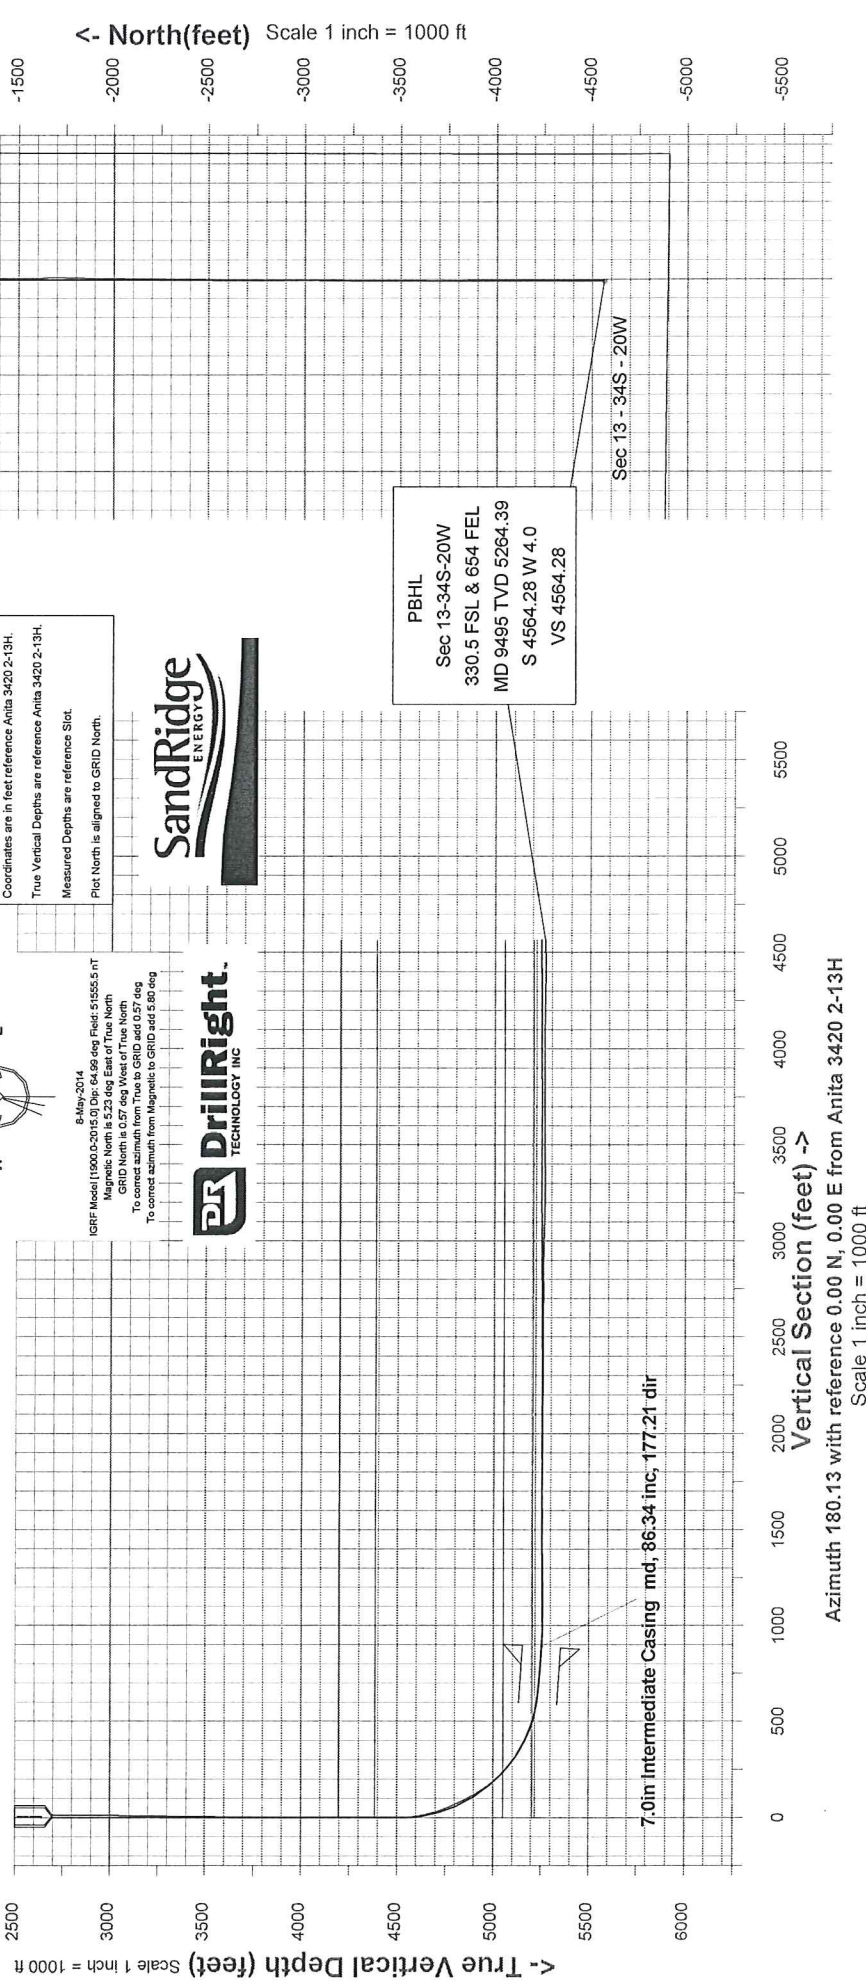 <- North(feet) Scale 1 inch = 1000 ft
-1500
-2000
-2500
-3000
-3500
-4000
-4500
-5000
-5500
Sec 13 - 34S - 20W
PBHL
Sec 13-34S-20W
330.5 FSL & 654 FEL
MD 9495 TVD 5264.39
S 4564.28 W 4.0
VS 4564.28
Coordinates are in feet reference Anita 3420 2-13H.
True Vertical Depths are reference Anita 3420 2-13H.
Measured Depths are reference Slot.
Plot North is aligned to GRID North.
SandRidge
ENERGY
8-May-2014
IGRF Model [1900.0-2015.0] Dip: 64.99 deg Field: 51555.5 nT
Magnetic North is 5.23 deg East of True North
GRID North is 0.57 deg West of True North
To correct azimuth from True to GRID add 0.57 deg
To correct azimuth from Magnetic to GRID add 5.80 deg
DR DrillRight
TECHNOLOGY INC
7.0in Intermediate Casing md, 86.34 inc, 177.21 dir
2500
3000
3500
4000
4500
5000
5500
6000
<- True Vertical Depth (feet) Scale 1 inch = 1000 ft
0
500
1000
1500
2000
2500
3000
3500
4000
4500
5000
5500
Vertical Section (feet) ->
Azimuth 180.13 with reference 0.00 N, 0.00 E from Anita 3420 2-13H
Scale 1 inch = 1000 ft